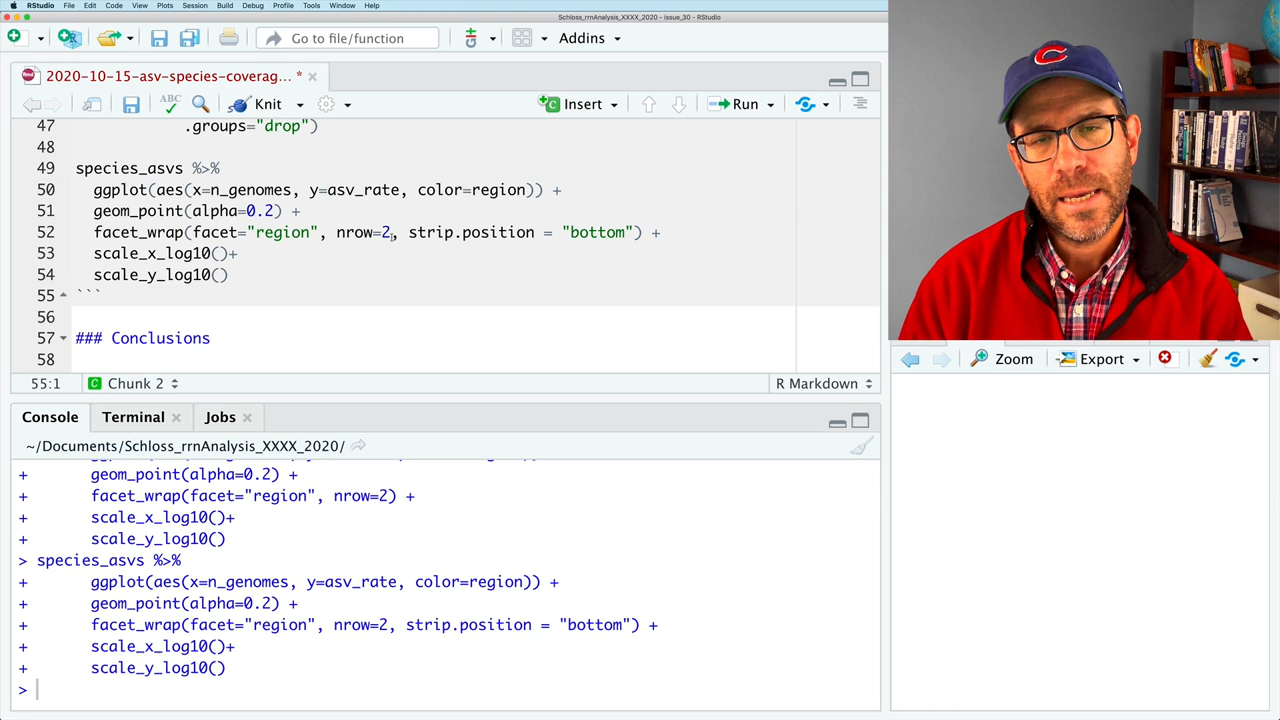 RStudio File Edit Code View Plots Session Build Debug Profile Tools Window Help
Schloss_rrnAnalysis_XXXX_2020 - issue_30 - RStudio
Go to file/function
Addins
2020-10-15-asv-species-coverag... *
ABC
Knit
Insert
Run
47 .groups="drop")
48
49 species_asvs %>%
50 ggplot(aes(x=n_genomes, y=asv_rate, color=region)) +
51 geom_point(alpha=0.2) +
52 facet_wrap(facet="region", nrow=2, strip.position = "bottom") +
53 scale_x_log10()+
54 scale_y_log10()
55 ```
56
57 ### Conclusions
58
55:1 Chunk 2 R Markdown
Console Terminal Jobs
~/Documents/Schloss_rrnAnalysis_XXXX_2020/
+ geom_point(alpha=0.2) +
+ facet_wrap(facet="region", nrow=2) +
+ scale_x_log10()+
+ scale_y_log10()
> species_asvs %>%
+ ggplot(aes(x=n_genomes, y=asv_rate, color=region)) +
+ geom_point(alpha=0.2) +
+ facet_wrap(facet="region", nrow=2, strip.position = "bottom") +
+ scale_x_log10()+
+ scale_y_log10()
>
Zoom Export
C